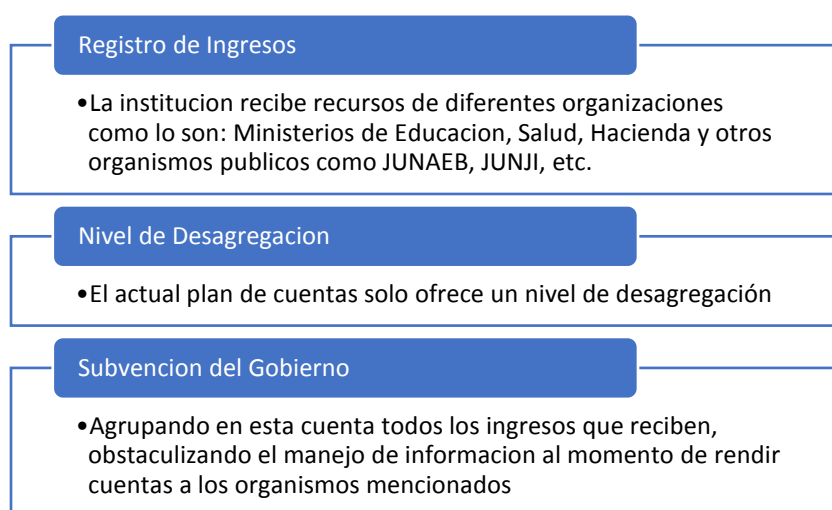 Registro de Ingresos
•La institucion recibe recursos de diferentes organizaciones
como lo son: Ministerios de Educacion, Salud, Hacienda y otros
organismos publicos como JUNAEB, JUNJI, etc.
Nivel de Desagregacion
•El actual plan de cuentas solo ofrece un nivel de desagregación
Subvencion del Gobierno
•Agrupando en esta cuenta todos los ingresos que reciben,
obstaculizando el manejo de informacion al momento de rendir
cuentas a los organismos mencionados